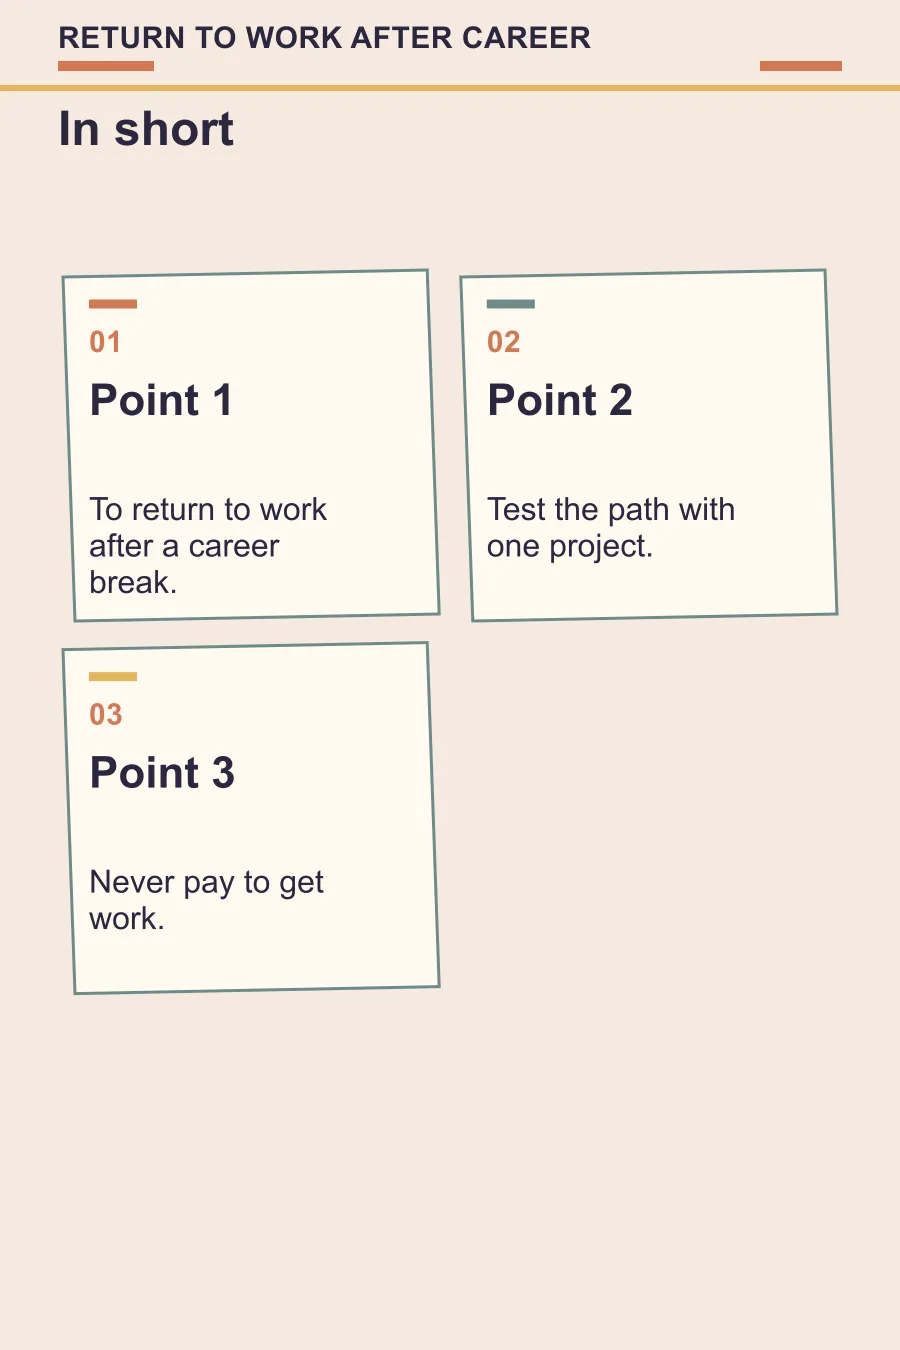 RETURN TO WORK AFTER CAREER
In short
01
Point 1
To return to work
after a career
break.
02
Point 2
Test the path with
one project.
03
Point 3
Never pay to get
work.